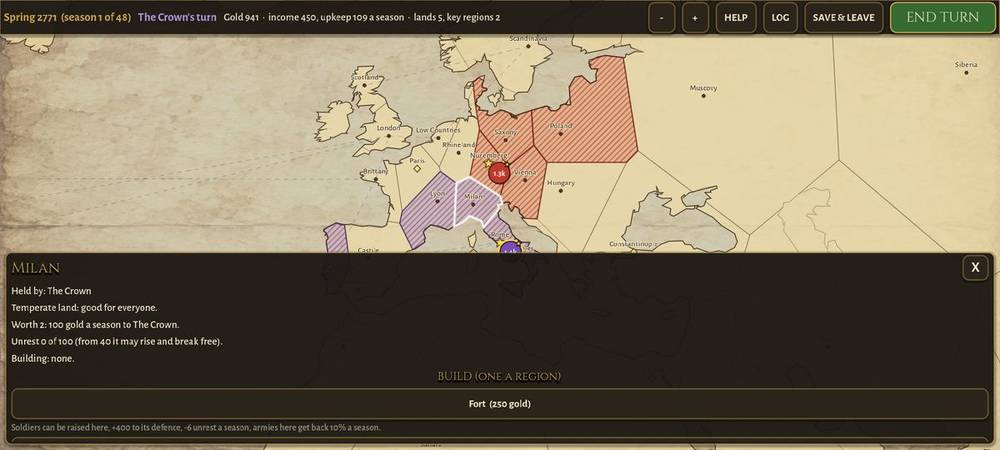 Spring 2771 (season 1 of 48) The Crown's turn Gold 941 · income 450, upkeep 109 a season · lands 5, key regions 2
- + HELP LOG SAVE & LEAVE END TURN
Scandinavia
Siberia
Scotland
Muscovy
London
Low Countries
Saxony
Poland
Rhineland
Paris
Nuremberg
Brittany
1.3k
Vienna
Hungary
Lyon
Milan
Rome
Constantinople
Castile
MILAN
X
Held by: The Crown
Temperate land: good for everyone.
Worth 2: 100 gold a season to The Crown.
Unrest 0 of 100 (from 40 it may rise and break free).
Building: none.
BUILD (ONE A REGION)
Fort (250 gold)
Soldiers can be raised here, +400 to its defence, -6 unrest a season, armies here get back 10% a season.